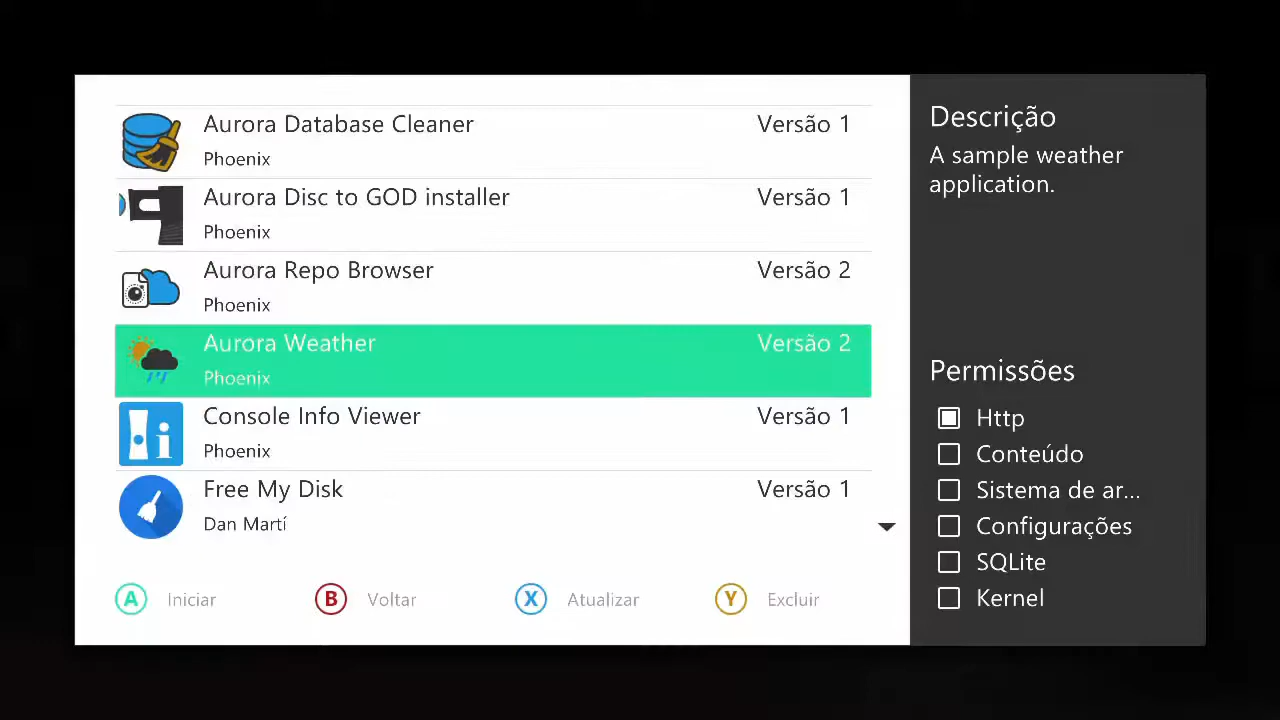 Aurora Database Cleaner Versão 1
Phoenix
Aurora Disc to GOD installer Versão 1
Phoenix
Aurora Repo Browser Versão 2
Phoenix
Aurora Weather Versão 2
Phoenix
Console Info Viewer Versão 1
Phoenix
Free My Disk Versão 1
Dan Martí
A Iniciar B Voltar X Atualizar Y Excluir
Descrição
A sample weather
application.
Permissões
Http
Conteúdo
Sistema de ar...
Configurações
SQLite
Kernel